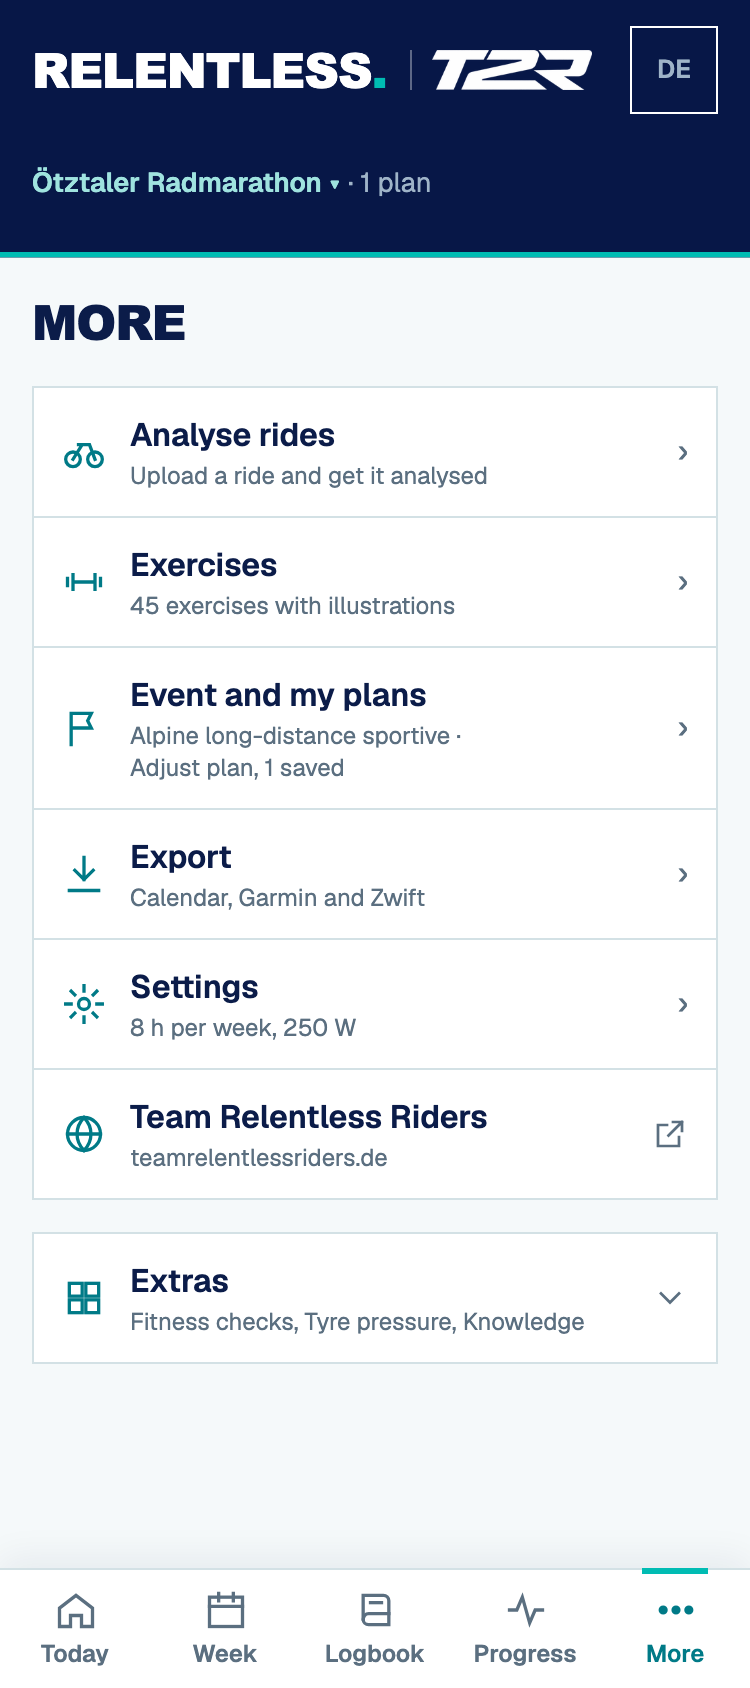 RELENTLESS. | T2R DE
Ötztaler Radmarathon ▾ · 1 plan
MORE
Analyse rides
Upload a ride and get it analysed
Exercises
45 exercises with illustrations
Event and my plans
Alpine long-distance sportive ·
Adjust plan, 1 saved
Export
Calendar, Garmin and Zwift
Settings
8 h per week, 250 W
Team Relentless Riders
teamrelentlessriders.de
Extras
Fitness checks, Tyre pressure, Knowledge
Today Week Logbook Progress More